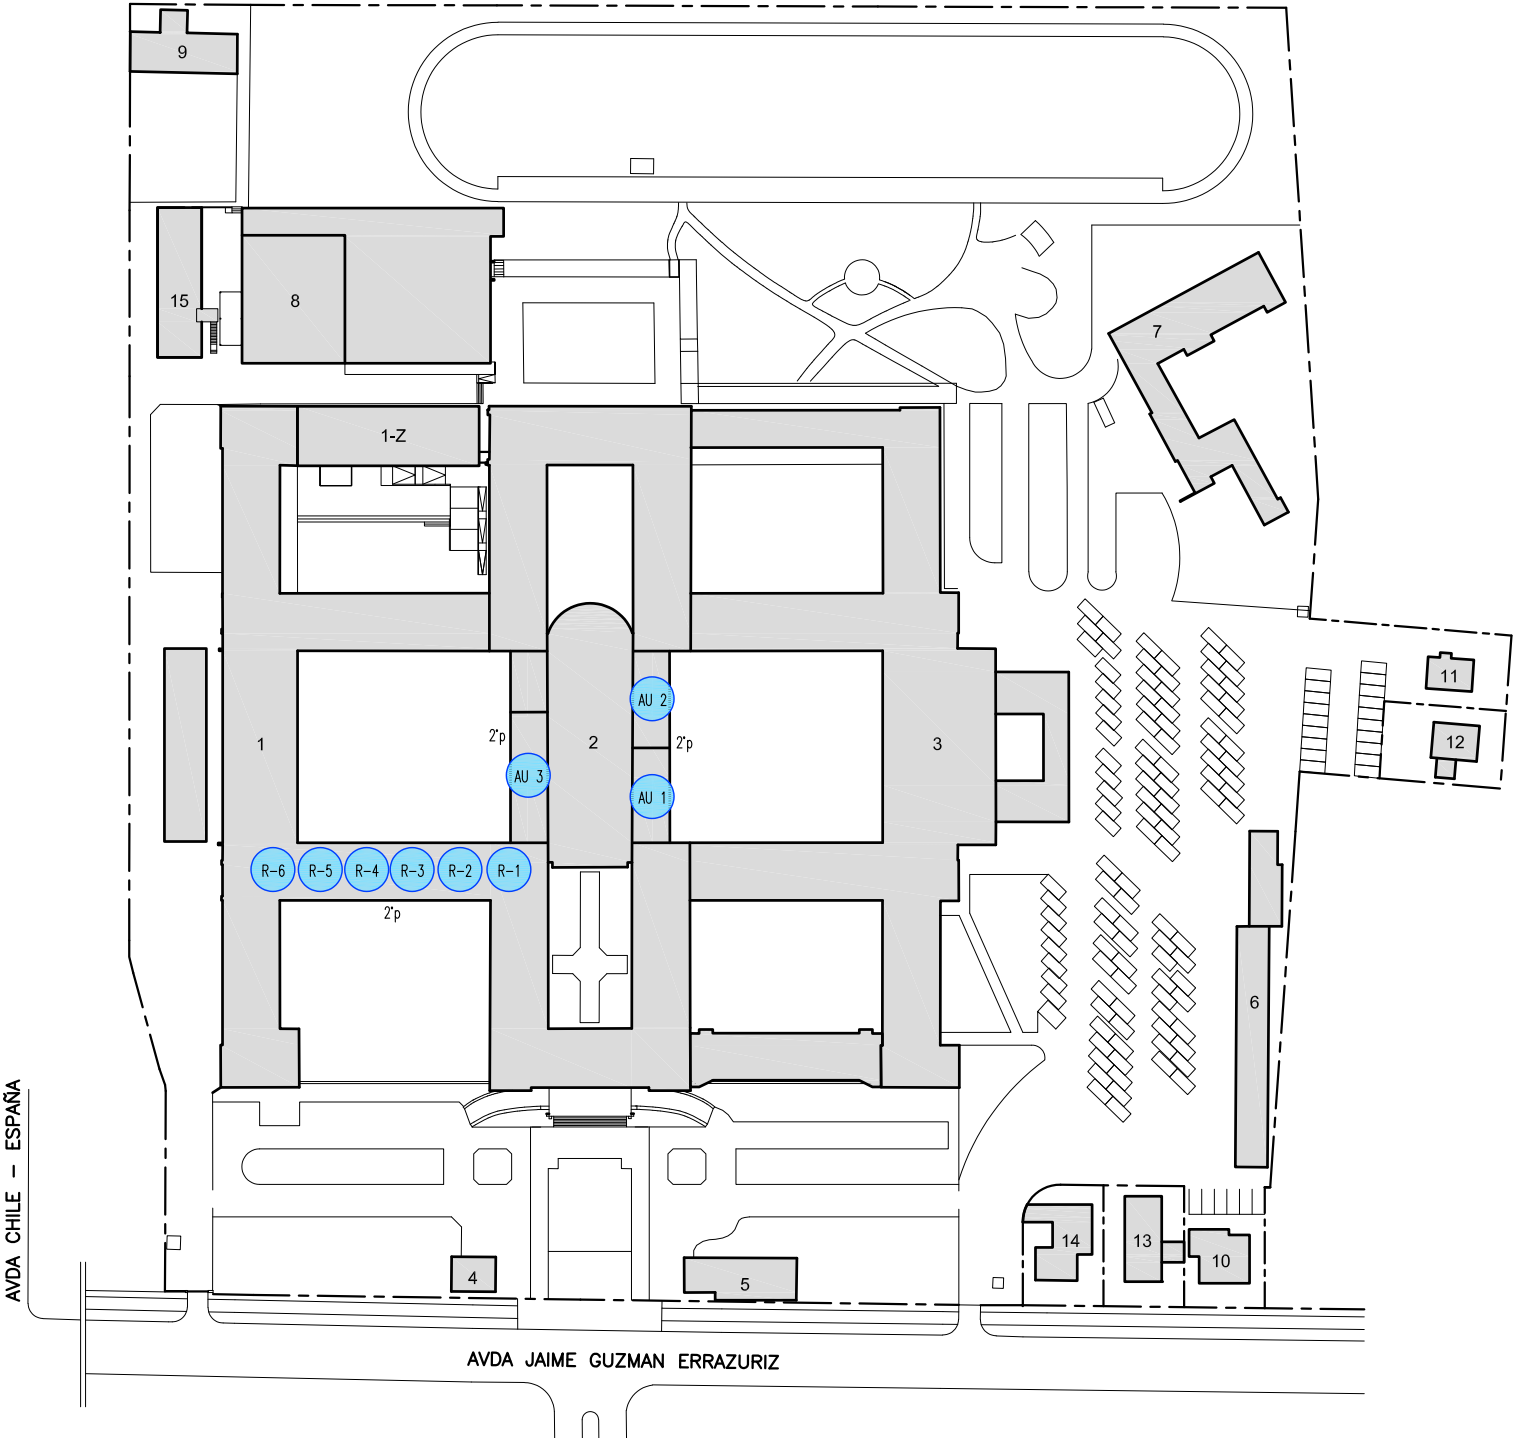 9
15
8
7
1-Z
11
12
AU 2
2°p
2°p
1
2
3
AU 3
AU 1
R-6
R-5
R-4
R-3
R-2
R-1
2°p
6
14
13
10
4
5
AVDA CHILE - ESPAÑA
AVDA JAIME GUZMAN ERRAZURIZ